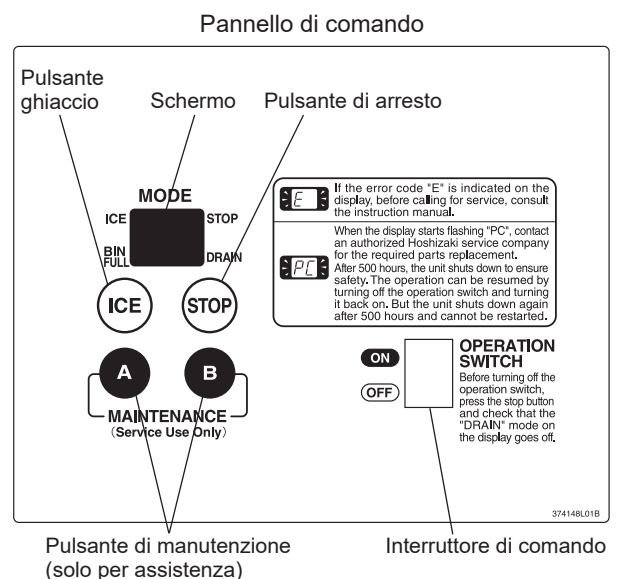 Pannello di comando
Pulsante
ghiaccio
Schermo
Pulsante di arresto
MODE
ICE
STOP
BIN
FULL
DRAIN
ICE
STOP
A
B
MAINTENANCE
(Service Use Only)
E
If the error code "E" is indicated on the
display, before calling for service, consult
the instruction manual.
PC
When the display starts flashing "PC", contact
an authorized Hoshizaki service company
for the required parts replacement.
After 500 hours, the unit shuts down to ensure
safety. The operation can be resumed by
turning off the operation switch and turning
it back on. But the unit shuts down again
after 500 hours and cannot be restarted.
ON
OFF
OPERATION
SWITCH
Before turning off the
operation switch,
press the stop button
and check that the
"DRAIN" mode on
the display goes off.
374148L01B
Pulsante di manutenzione
(solo per assistenza)
Interruttore di comando